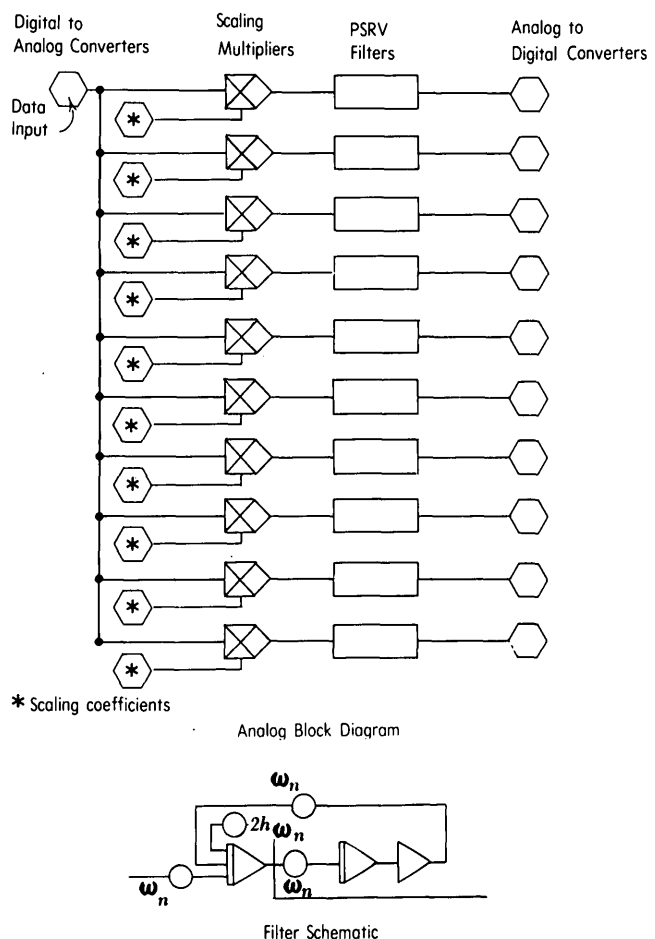 Digital to
Analog Converters
Scaling
Multipliers
PSRV
Filters
Analog to
Digital Converters
Data
Input
*
*
*
*
*
*
*
*
*
*
* Scaling coefficients
Analog Block Diagram
ωn
2h ωn
ωn
ωn
Filter Schematic